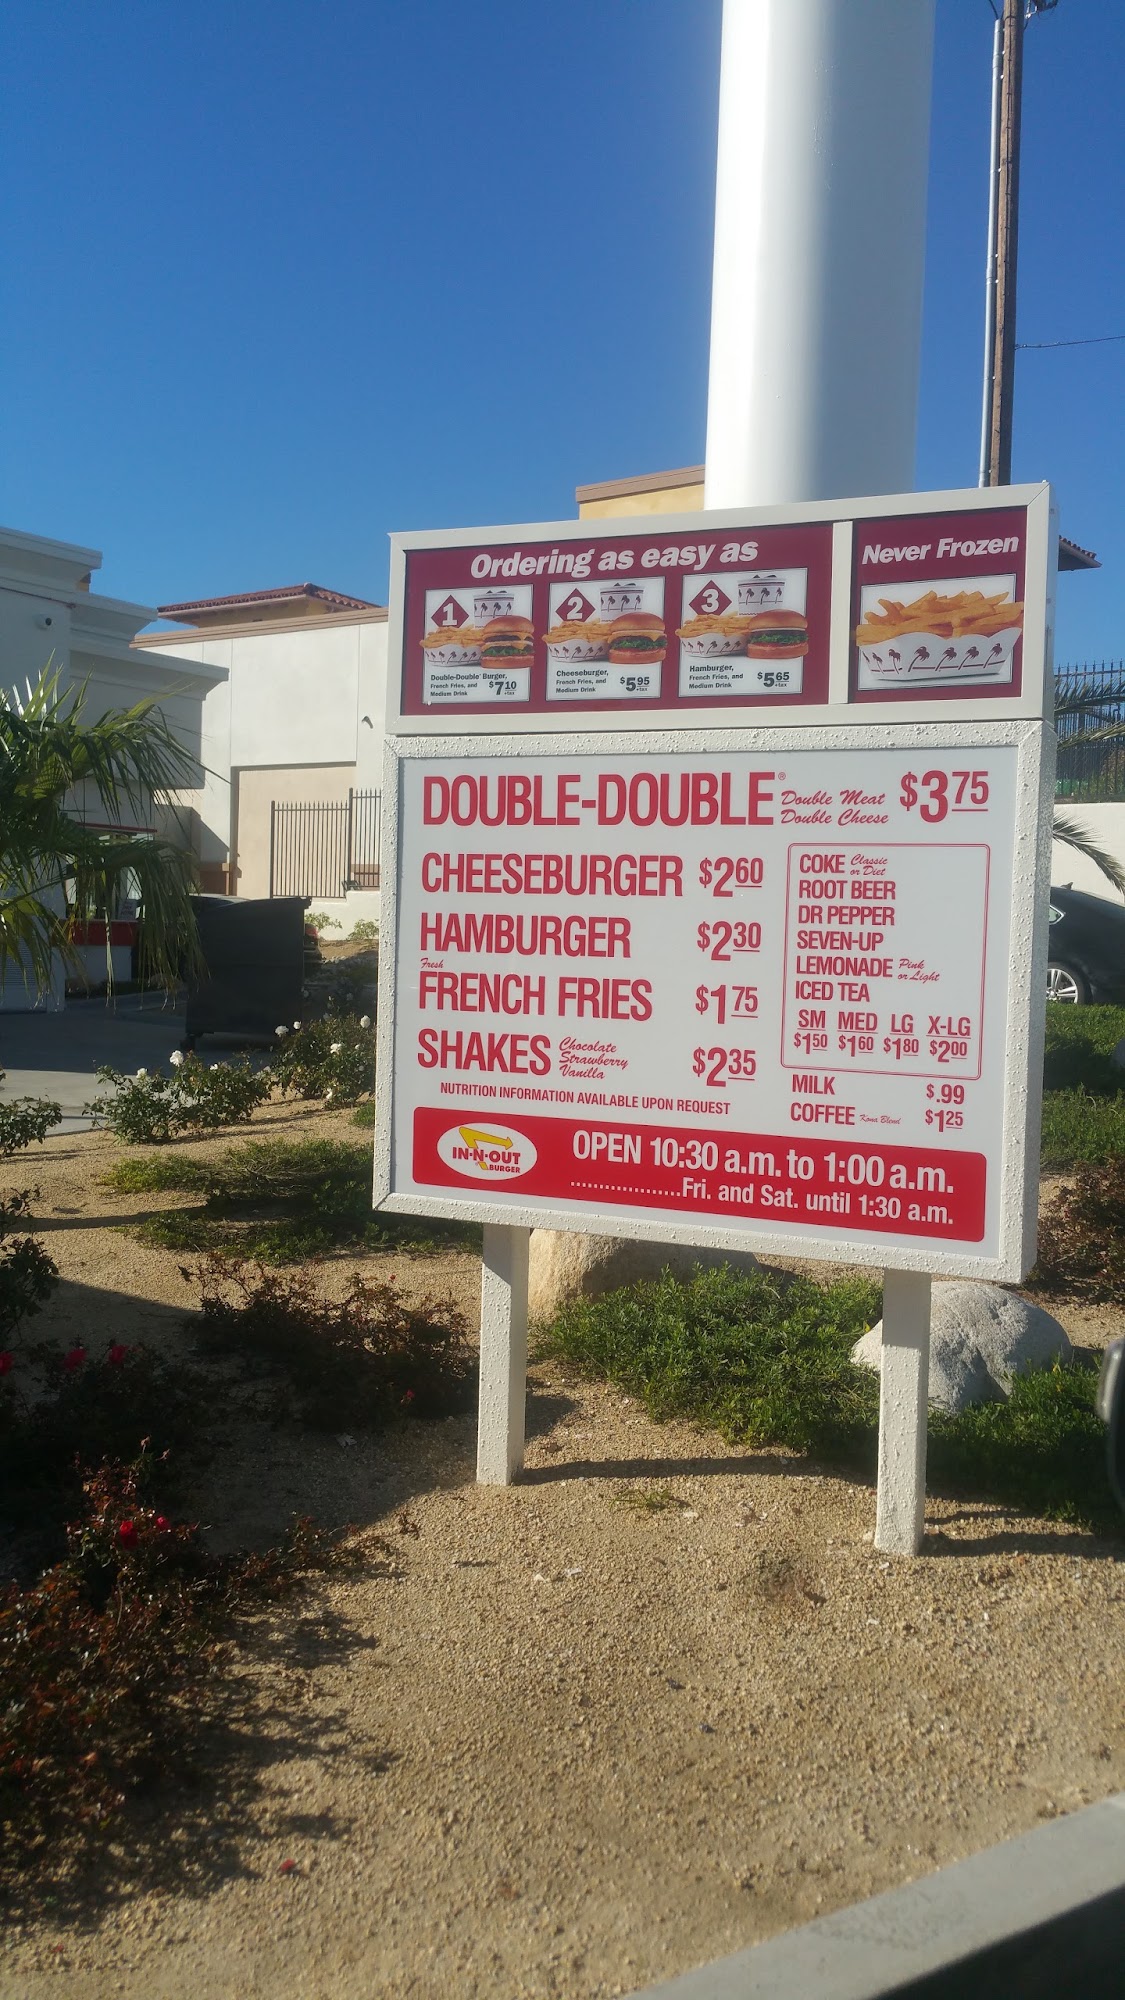 Ordering as easy as
1
Double-Double® Burger,
French Fries, and
Medium Drink
$7.10
+tax
2
Cheeseburger,
French Fries, and
Medium Drink
$5.95
+tax
3
Hamburger,
French Fries, and
Medium Drink
$5.65
+tax
Never Frozen
DOUBLE-DOUBLE® Double Meat Double Cheese $3 75
CHEESEBURGER $2 60
HAMBURGER $2 30
Fresh
FRENCH FRIES $1 75
SHAKES Chocolate Strawberry Vanilla $2 35
NUTRITION INFORMATION AVAILABLE UPON REQUEST
COKE Classic or Diet
ROOT BEER
DR PEPPER
SEVEN-UP
LEMONADE Pink or Light
ICED TEA
SM MED LG X-LG
$1 50 $1 60 $1 80 $2 00
MILK $.99
COFFEE Kona Blend $1 25
IN-N-OUT
BURGER
OPEN 10:30 a.m. to 1:00 a.m.
...................Fri. and Sat. until 1:30 a.m.